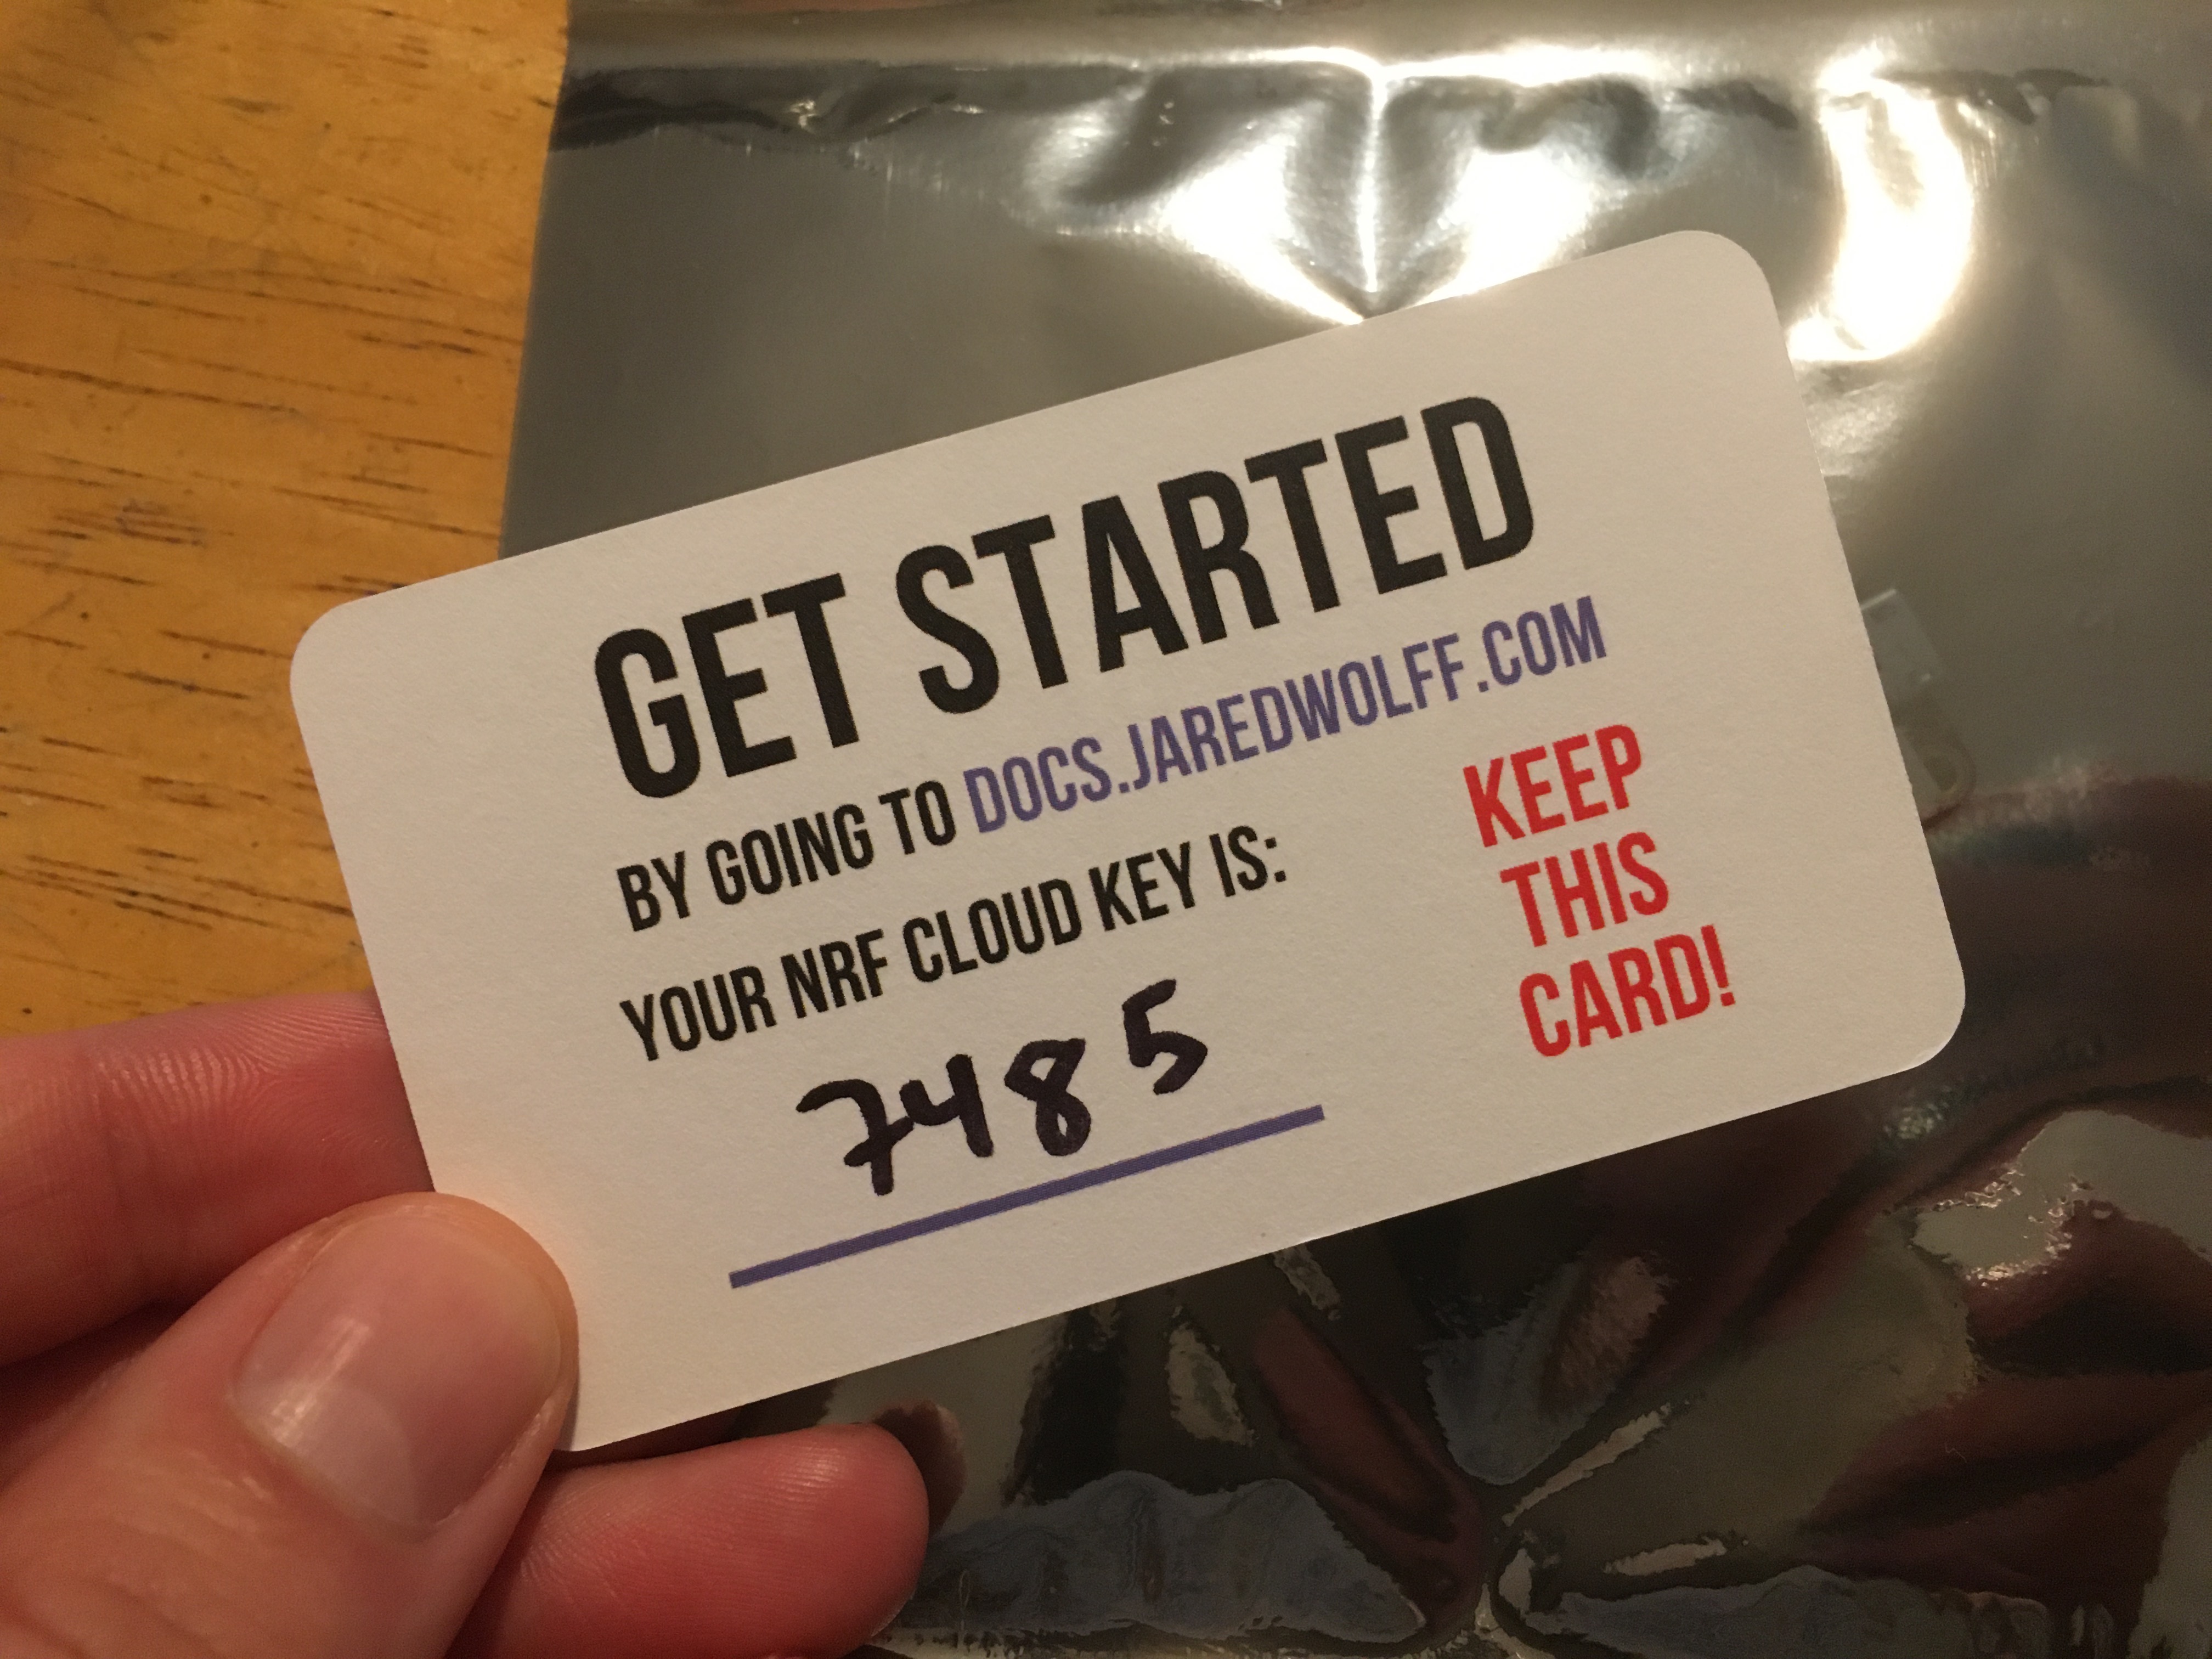 GET STARTED
BY GOING TO DOCS.JAREDWOLFF.COM
YOUR NRF CLOUD KEY IS:
7485
KEEP
THIS
CARD!